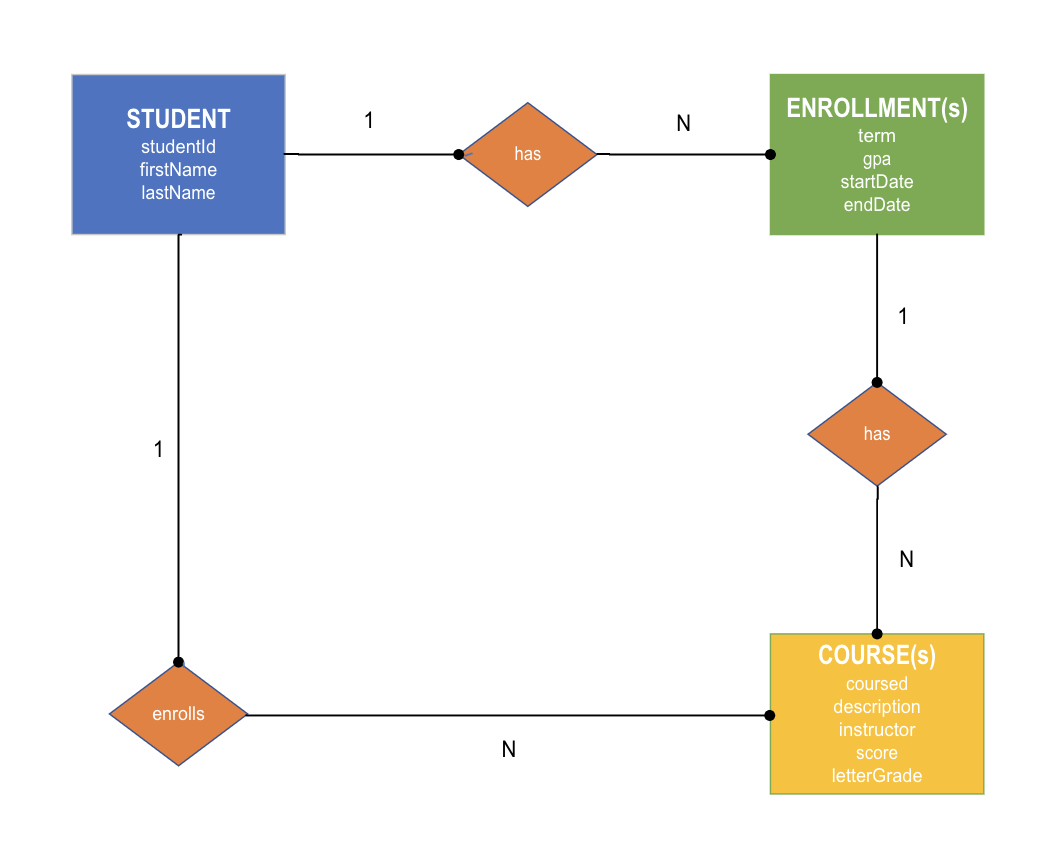 STUDENT
studentId
firstName
lastName
1
has
N
ENROLLMENT(s)
term
gpa
startDate
endDate
1
has
N
1
enrolls
N
COURSE(s)
coursed
description
instructor
score
letterGrade